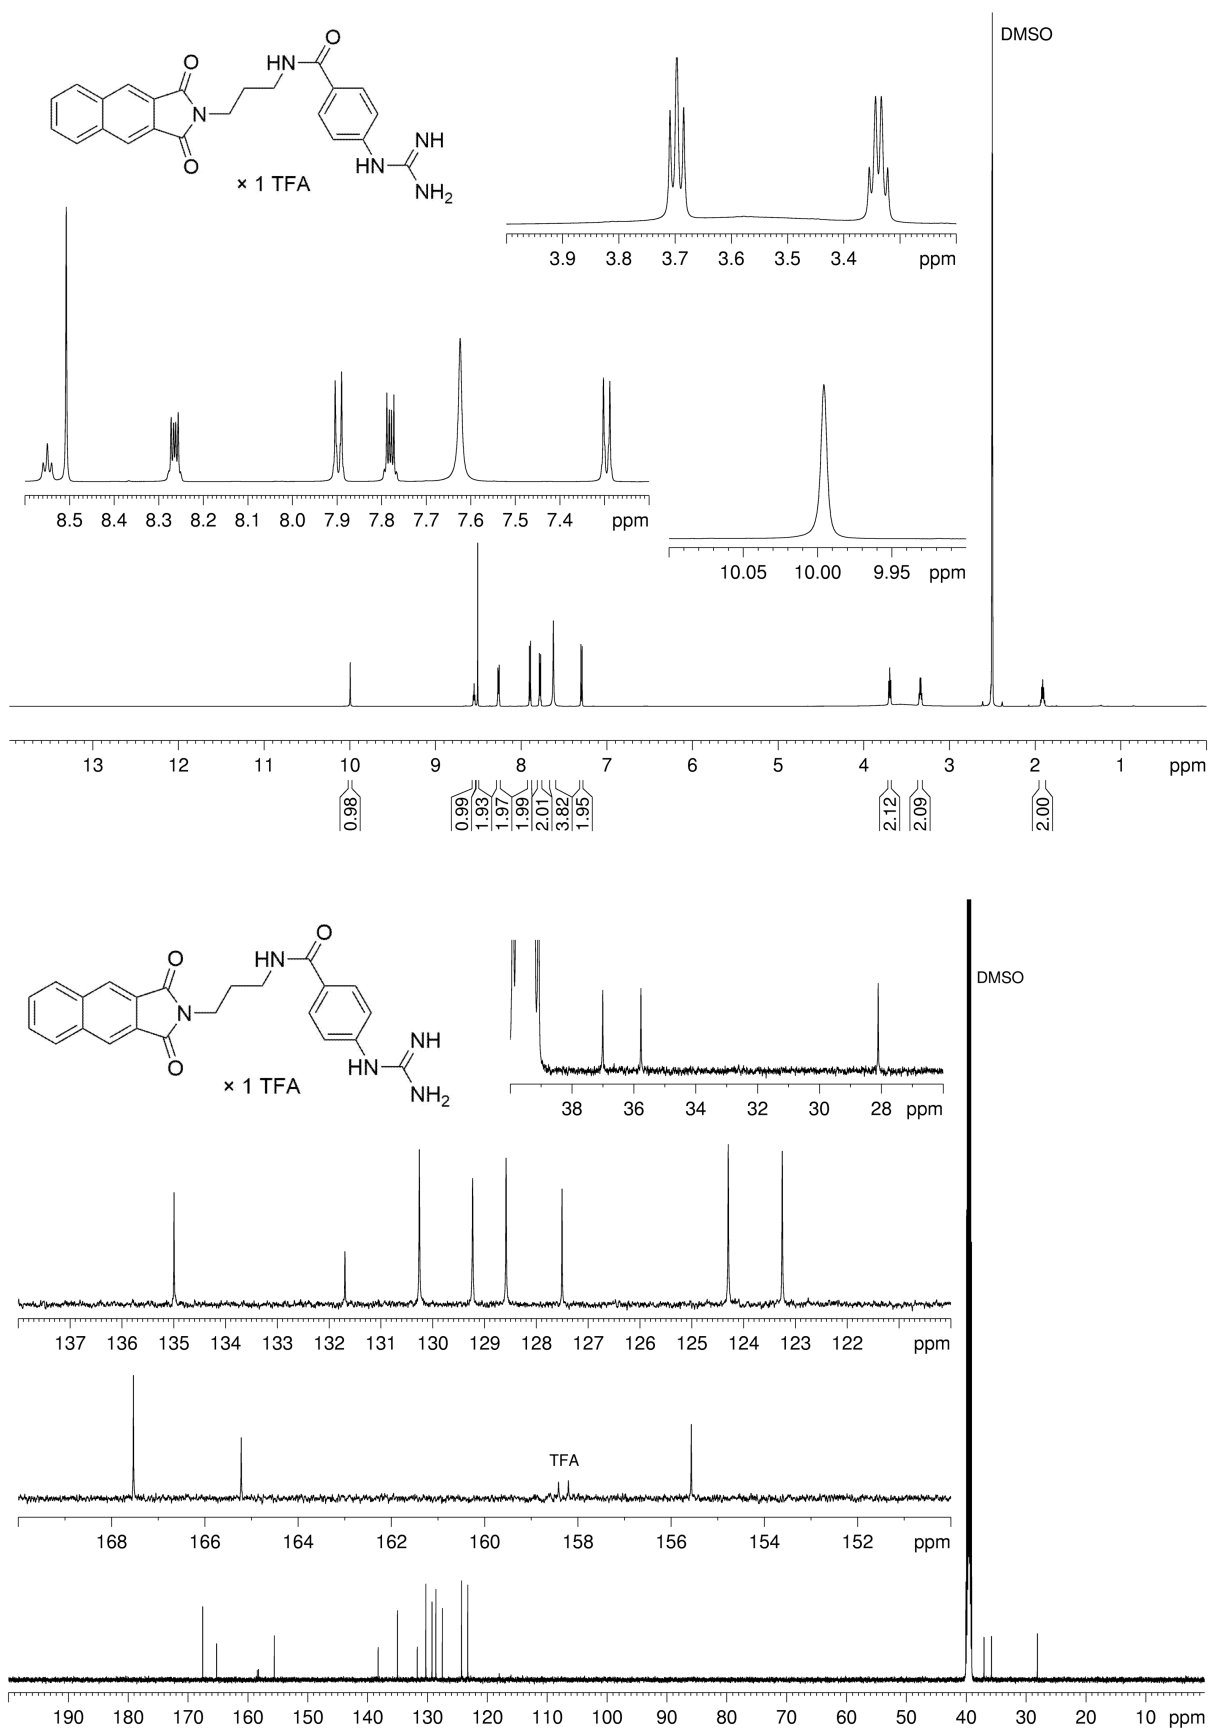 DMSO
O
HN
O
N
O
NH
HN
NH2
× 1 TFA
3.9 3.8 3.7 3.6 3.5 3.4 ppm
8.5 8.4 8.3 8.2 8.1 8.0 7.9 7.8 7.7 7.6 7.5 7.4 ppm
10.05 10.00 9.95 ppm
13 12 11 10 9 8 7 6 5 4 3 2 1 ppm
0.98 0.99 1.93 1.97 1.99 2.01 3.82 1.95 2.12 2.09 2.00
O
HN
O
N
O
NH
HN
NH2
× 1 TFA
DMSO
38 36 34 32 30 28 ppm
137 136 135 134 133 132 131 130 129 128 127 126 125 124 123 122 ppm
TFA
168 166 164 162 160 158 156 154 152 ppm
190 180 170 160 150 140 130 120 110 100 90 80 70 60 50 40 30 20 10 ppm